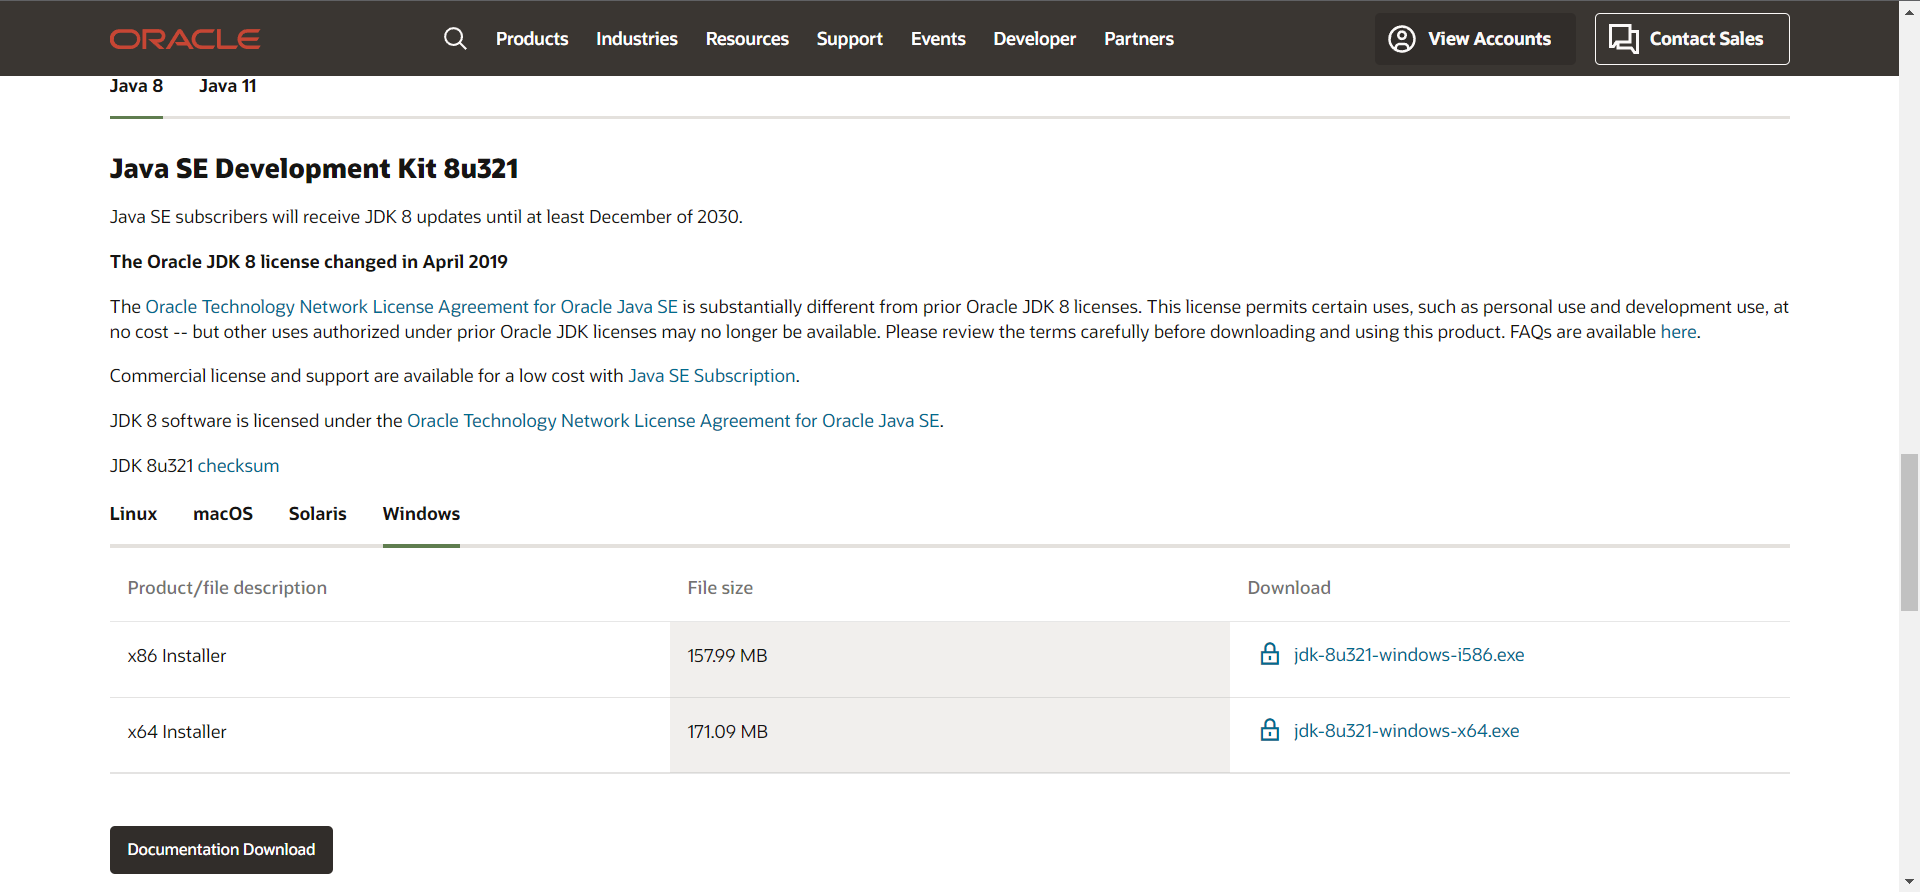 ORACLE
Products Industries Resources Support Events Developer Partners
View Accounts
Contact Sales
Java 8 Java 11
Java SE Development Kit 8u321
Java SE subscribers will receive JDK 8 updates until at least December of 2030.
The Oracle JDK 8 license changed in April 2019
The Oracle Technology Network License Agreement for Oracle Java SE is substantially different from prior Oracle JDK 8 licenses. This license permits certain uses, such as personal use and development use, at
no cost -- but other uses authorized under prior Oracle JDK licenses may no longer be available. Please review the terms carefully before downloading and using this product. FAQs are available here.
Commercial license and support are available for a low cost with Java SE Subscription.
JDK 8 software is licensed under the Oracle Technology Network License Agreement for Oracle Java SE.
JDK 8u321 checksum
Linux macOS Solaris Windows
Product/file description File size Download
x86 Installer 157.99 MB jdk-8u321-windows-i586.exe
x64 Installer 171.09 MB jdk-8u321-windows-x64.exe
Documentation Download